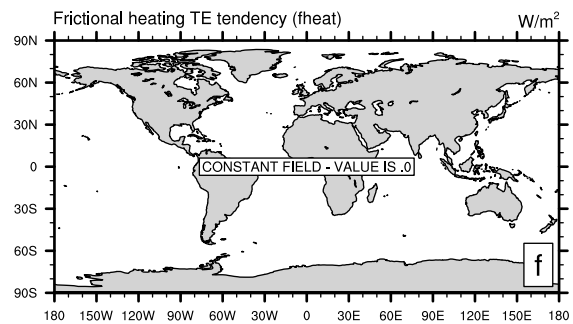 Frictional heating TE tendency (fheat) W/m²
90N
60N
30N
0
30S
60S
90S
CONSTANT FIELD - VALUE IS .0
f
180 150W 120W 90W 60W 30W 0 30E 60E 90E 120E 150E 180